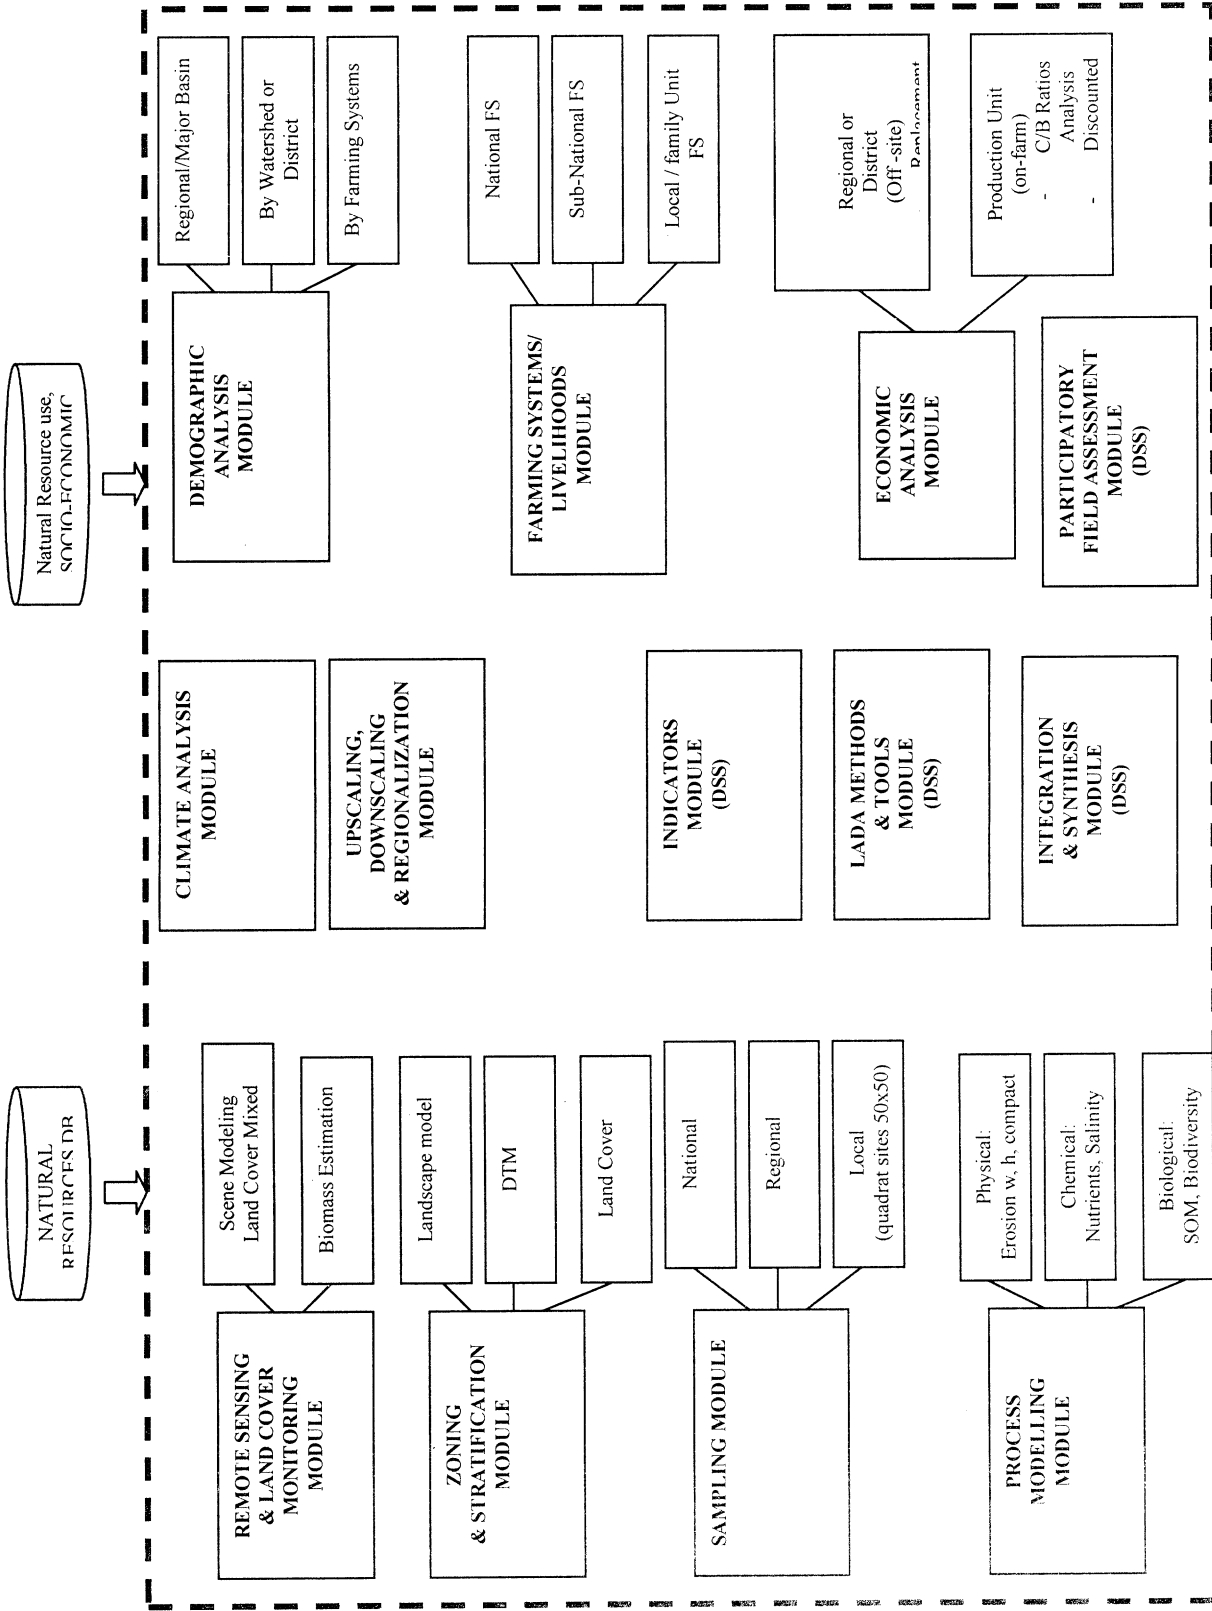 NATURAL
RESOURCES DB
Natural Resource use,
SOCIO-ECONOMIC
REMOTE SENSING
& LAND COVER
MONITORING
MODULE
Scene Modeling
Land Cover Mixed
Biomass Estimation
ZONING
& STRATIFICATION
MODULE
Landscape model
DTM
Land Cover
SAMPLING MODULE
National
Regional
Local
(quadrat sites 50x50)
PROCESS
MODELLING
MODULE
Physical:
Erosion w, h, compact
Chemical:
Nutrients, Salinity
Biological:
SOM, Biodiversity
CLIMATE ANALYSIS
MODULE
UPSCALING,
DOWNSCALING
& REGIONALIZATION
MODULE
INDICATORS
MODULE
(DSS)
LADA METHODS
& TOOLS
MODULE
(DSS)
INTEGRATION
& SYNTHESIS
MODULE
(DSS)
DEMOGRAPHIC
ANALYSIS
MODULE
Regional/Major Basin
By Watershed or
District
By Farming Systems
FARMING SYSTEMS/
LIVELIHOODS
MODULE
National FS
Sub-National FS
Local / family Unit
FS
ECONOMIC
ANALYSIS
MODULE
Regional or
District
(Off -site)
Replacement
Production Unit
(on-farm)
- C/B Ratios
Analysis
- Discounted
PARTICIPATORY
FIELD ASSESSMENT
MODULE
(DSS)